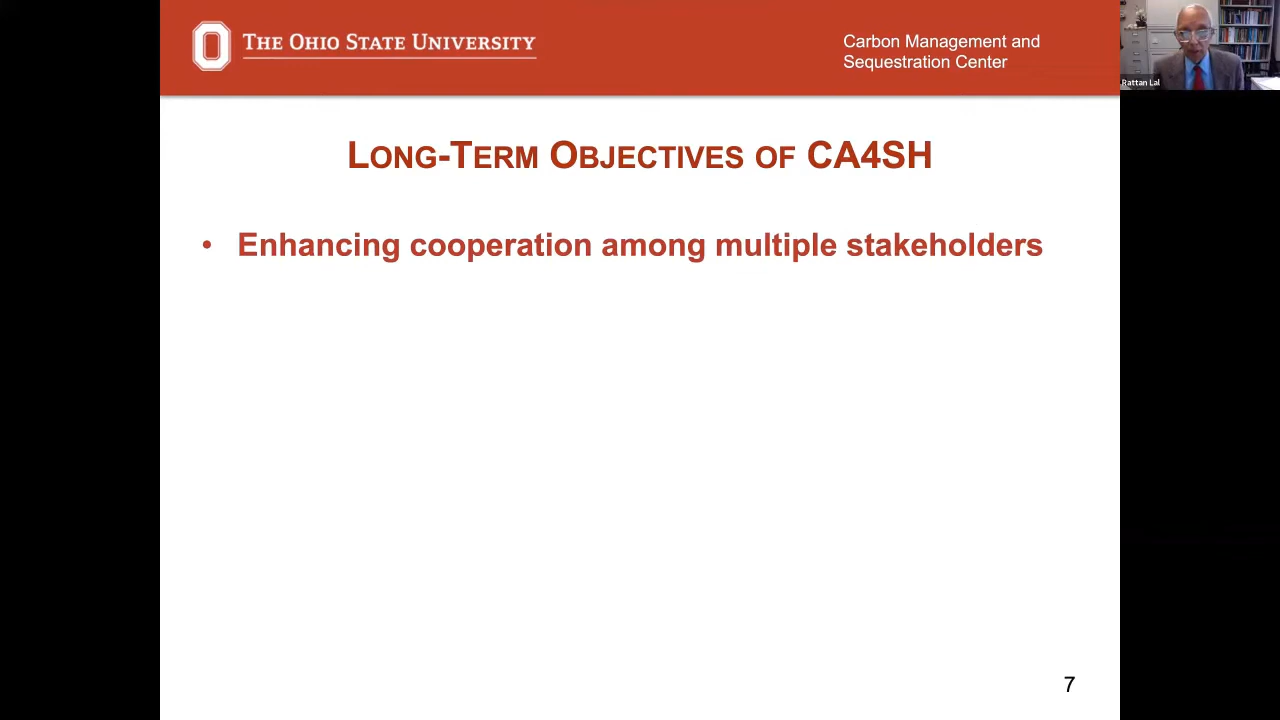 THE OHIO STATE UNIVERSITY
Carbon Management and
Sequestration Center
Rattan Lal
LONG-TERM OBJECTIVES OF CA4SH
• Enhancing cooperation among multiple stakeholders
7